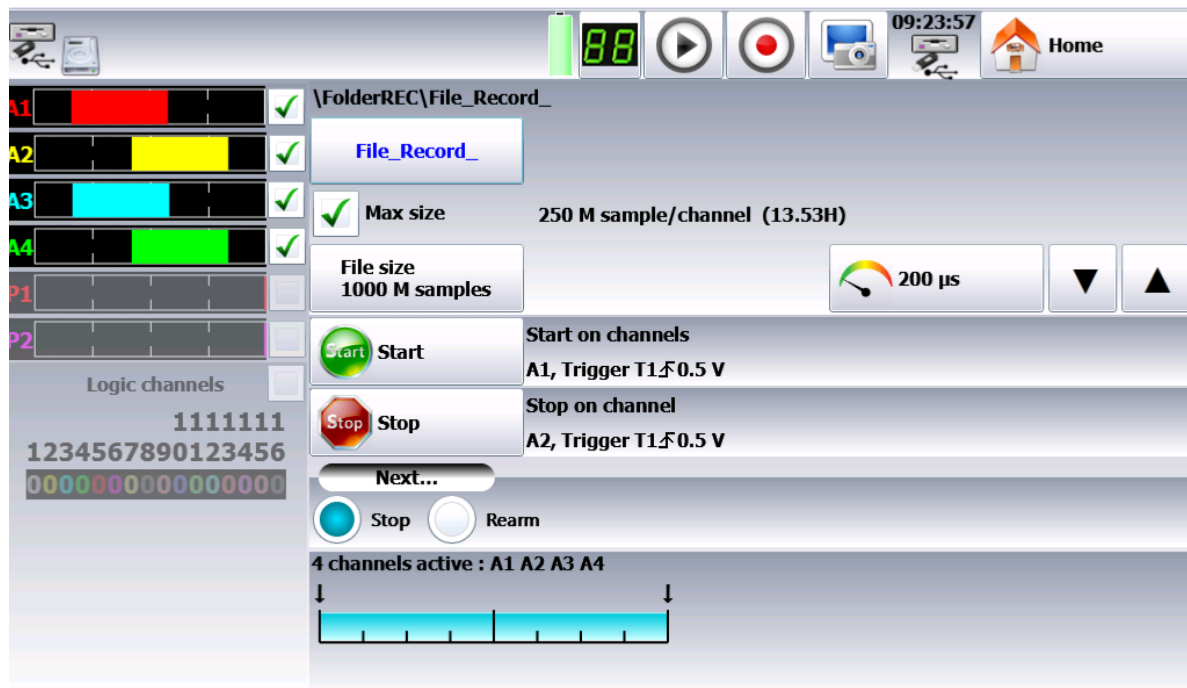 88
09:23:57
Home
A1
A2
A3
A4
P1
P2
Logic channels
1111111
1234567890123456
0000000000000000
\FolderREC\File_Record_
File_Record_
Max size
250 M sample/channel (13.53H)
File size
1000 M samples
200 µs
Start
Start
Start on channels
A1, Trigger T1 0.5 V
Stop
Stop
Stop on channel
A2, Trigger T1 0.5 V
Next...
Stop
Rearm
4 channels active : A1 A2 A3 A4